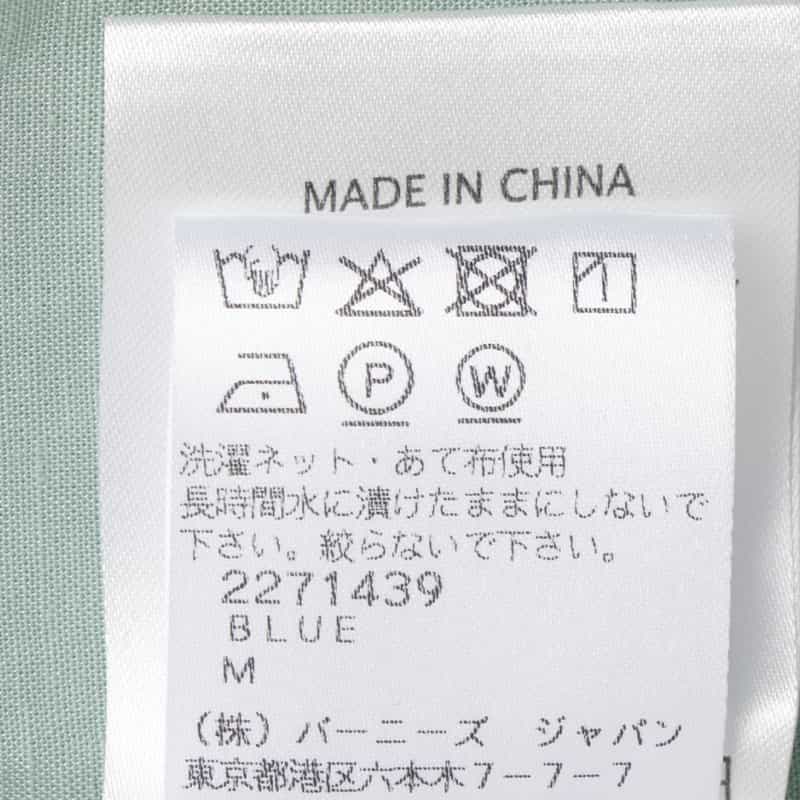 MADE IN CHINA
P W
洗濯ネット・あて布使用
長時間水に漬けたままにしないで
下さい。絞らないで下さい。
2271439
BLUE
M
(株)バーニーズ ジャパン
東京都港区六本木7-7-7